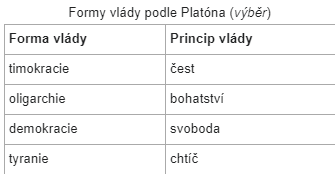 Formy vlády podle Platóna (výběr)
Forma vlády Princip vlády
timokracie čest
oligarchie bohatství
demokracie svoboda
tyranie chtíč